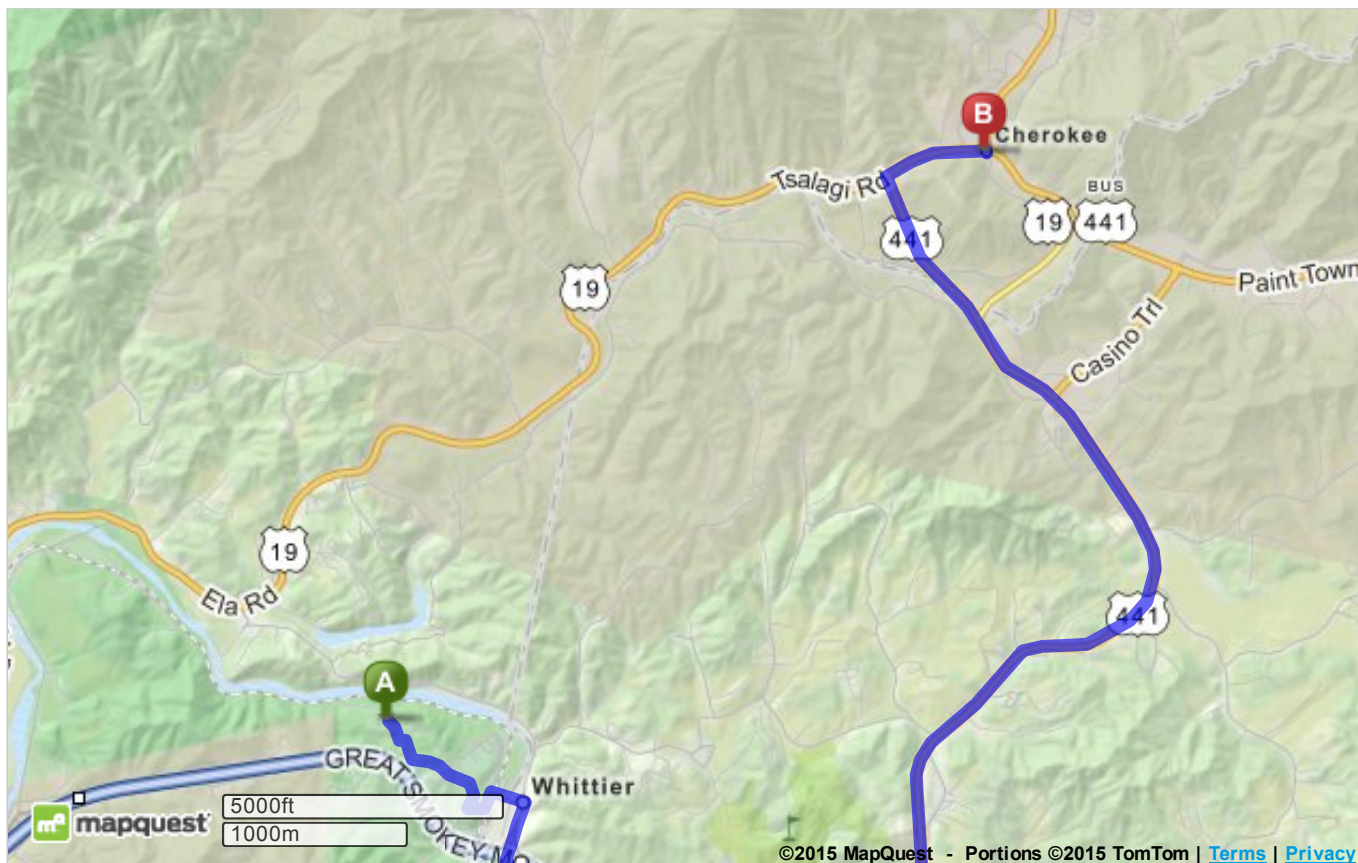 B
Cherokee
Tsalagi Rd
BUS
441
19
441
19
Paint Town
Casino Trl
19
Ela Rd
441
A
GREAT SMOKEY MO
Whittier
5000ft
mapquest
1000m
©2015 MapQuest - Portions ©2015 TomTom | Terms | Privacy